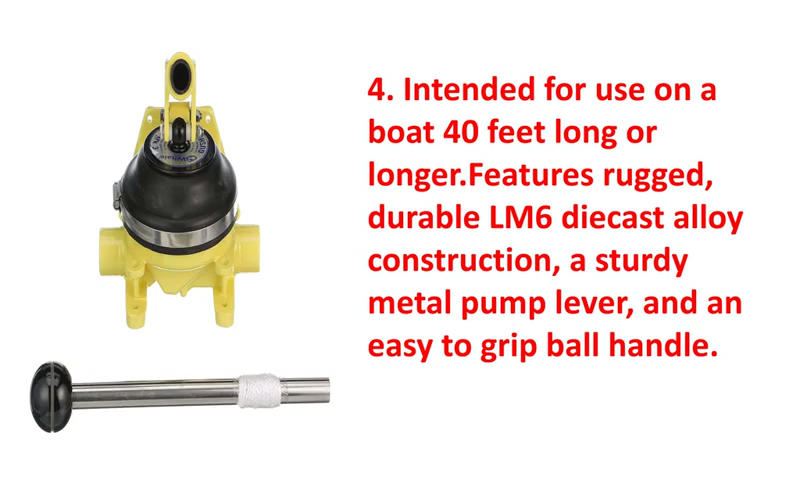 4. Intended for use on a
boat 40 feet long or
longer.Features rugged,
durable LM6 diecast alloy
construction, a sturdy
metal pump lever, and an
easy to grip ball handle.
Whale